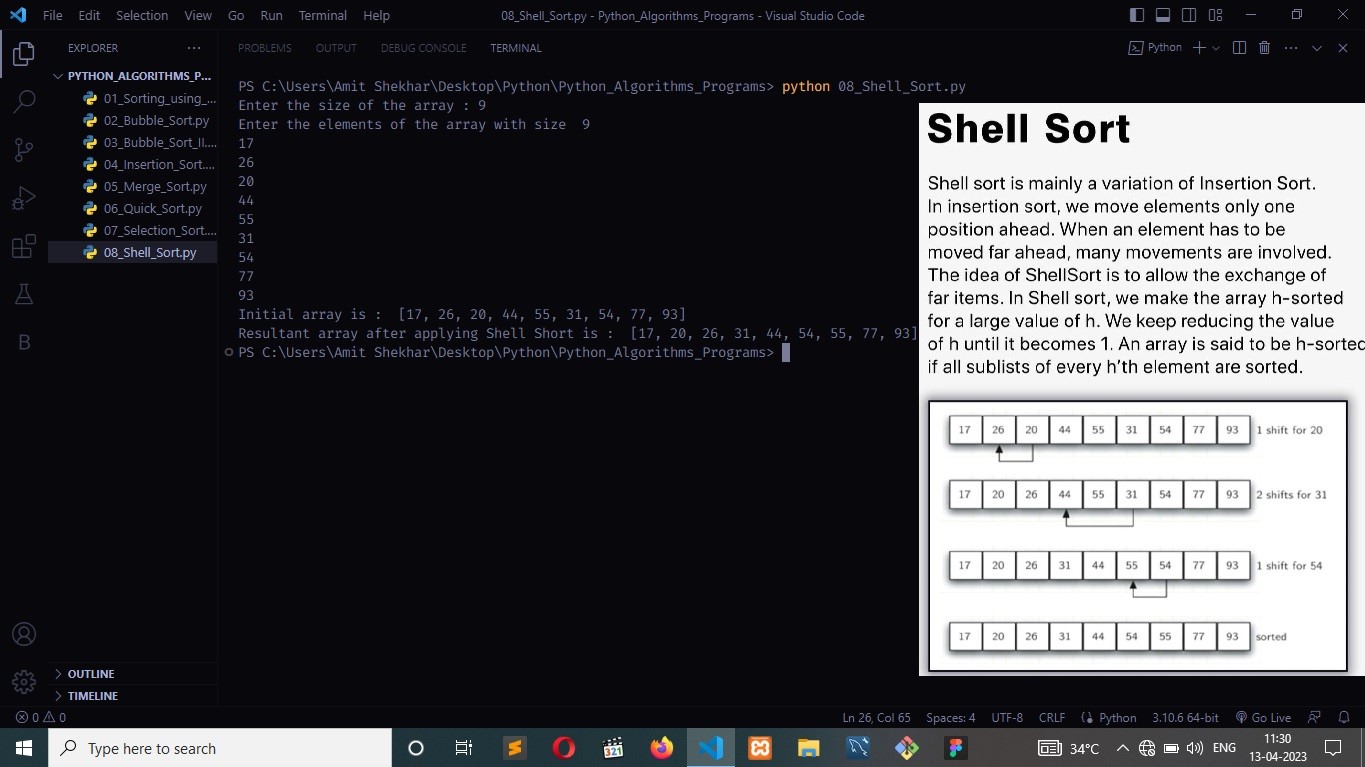 File Edit Selection View Go Run Terminal Help 08_Shell_Sort.py - Python_Algorithms_Programs - Visual Studio Code
EXPLORER
PYTHON_ALGORITHMS_P...
01_Sorting_using_...
02_Bubble_Sort.py
03_Bubble_Sort_II....
04_Insertion_Sort....
05_Merge_Sort.py
06_Quick_Sort.py
07_Selection_Sort....
08_Shell_Sort.py
OUTLINE
TIMELINE
PROBLEMS OUTPUT DEBUG CONSOLE TERMINAL Python
PS C:\Users\Amit Shekhar\Desktop\Python\Python_Algorithms_Programs> python 08_Shell_Sort.py
Enter the size of the array : 9
Enter the elements of the array with size  9
17
26
20
44
55
31
54
77
93
Initial array is :  [17, 26, 20, 44, 55, 31, 54, 77, 93]
Resultant array after applying Shell Short is :  [17, 20, 26, 31, 44, 54, 55, 77, 93]
PS C:\Users\Amit Shekhar\Desktop\Python\Python_Algorithms_Programs>
Shell Sort
Shell sort is mainly a variation of Insertion Sort.
In insertion sort, we move elements only one
position ahead. When an element has to be
moved far ahead, many movements are involved.
The idea of ShellSort is to allow the exchange of
far items. In Shell sort, we make the array h-sorted
for a large value of h. We keep reducing the value
of h until it becomes 1. An array is said to be h-sorted
if all sublists of every h’th element are sorted.
17 26 20 44 55 31 54 77 93 1 shift for 20
17 20 26 44 55 31 54 77 93 2 shifts for 31
17 20 26 31 44 55 54 77 93 1 shift for 54
17 20 26 31 44 54 55 77 93 sorted
0 0 Ln 26, Col 65 Spaces: 4 UTF-8 CRLF Python 3.10.6 64-bit Go Live
Type here to search 321 34°C ENG 11:30
13-04-2023